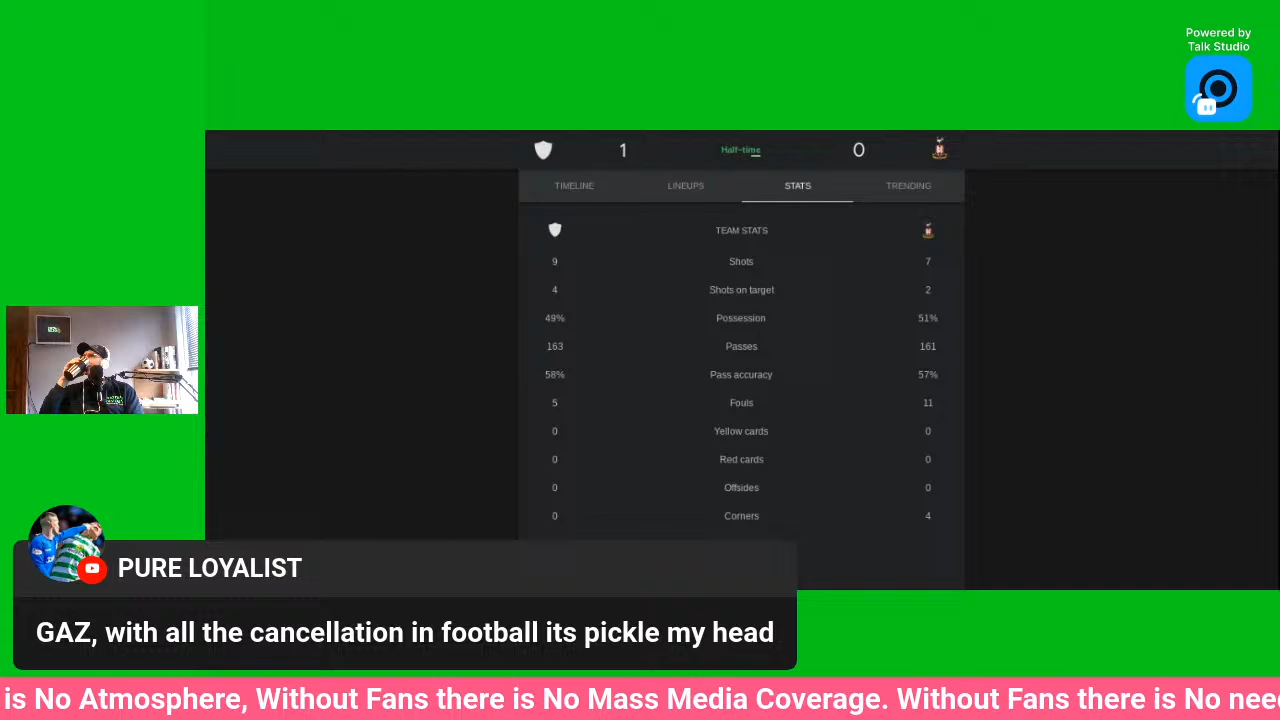 Powered by
Talk Studio
1 Half-time 0
TIMELINE LINEUPS STATS TRENDING
TEAM STATS
9 Shots 7
4 Shots on target 2
49% Possession 51%
163 Passes 161
58% Pass accuracy 57%
5 Fouls 11
0 Yellow cards 0
0 Red cards 0
0 Offsides 0
0 Corners 4
PURE LOYALIST
GAZ, with all the cancellation in football its pickle my head
is No Atmosphere, Without Fans there is No Mass Media Coverage. Without Fans there is No nee